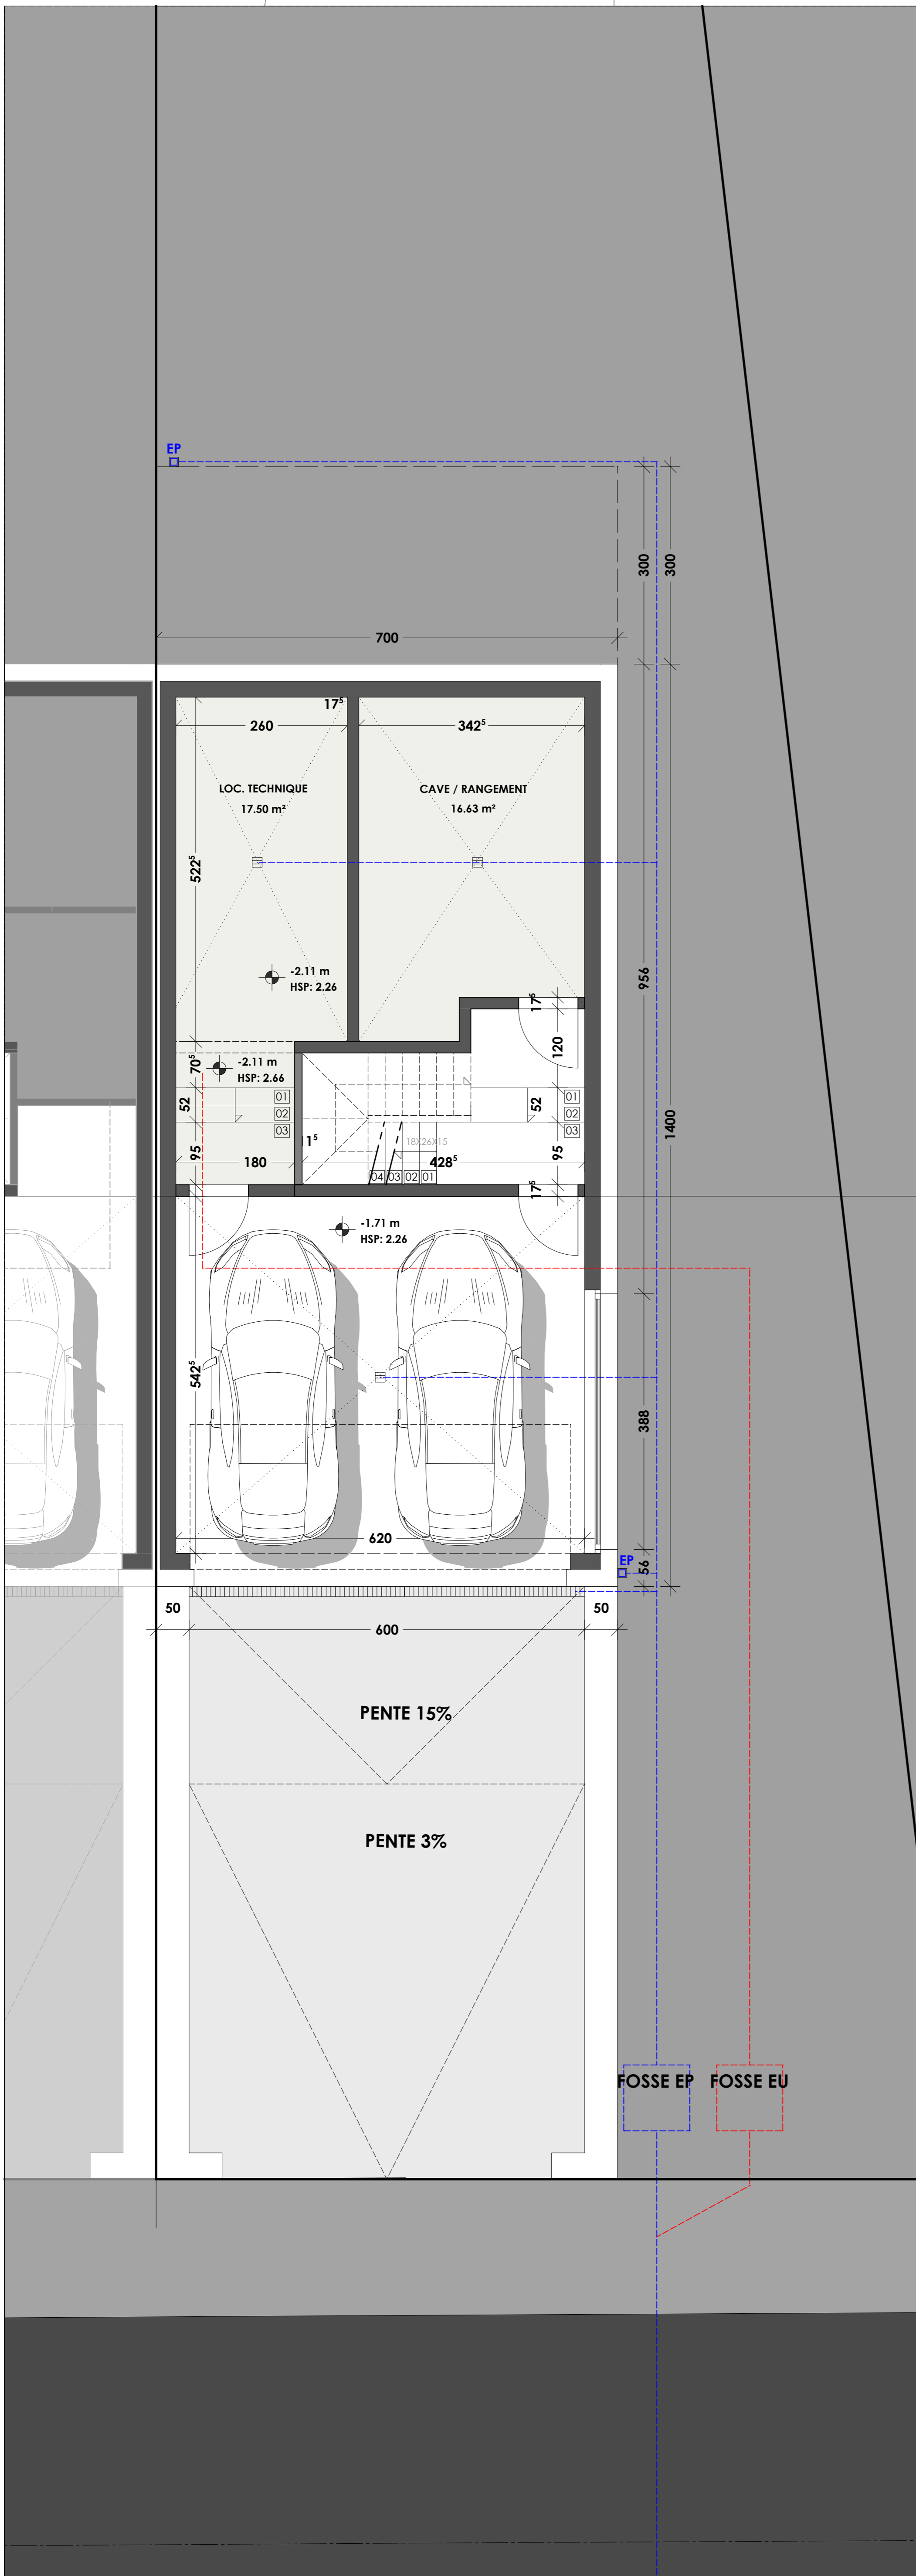 EP
300
300
700
17⁵
260
342⁵
LOC. TECHNIQUE
17.50 m²
CAVE / RANGEMENT
16.63 m²
522⁵
956
-2.11 m
HSP: 2.26
17⁵
120
70⁵
-2.11 m
HSP: 2.66
52
01
02
03
52
01
02
03
1400
1⁵
18X26X15
95
180
428⁵
95
04 03 02 01
17⁵
-1.71 m
HSP: 2.26
542⁵
388
620
EP
56
50
50
600
PENTE 15%
PENTE 3%
FOSSE EP
FOSSE EU